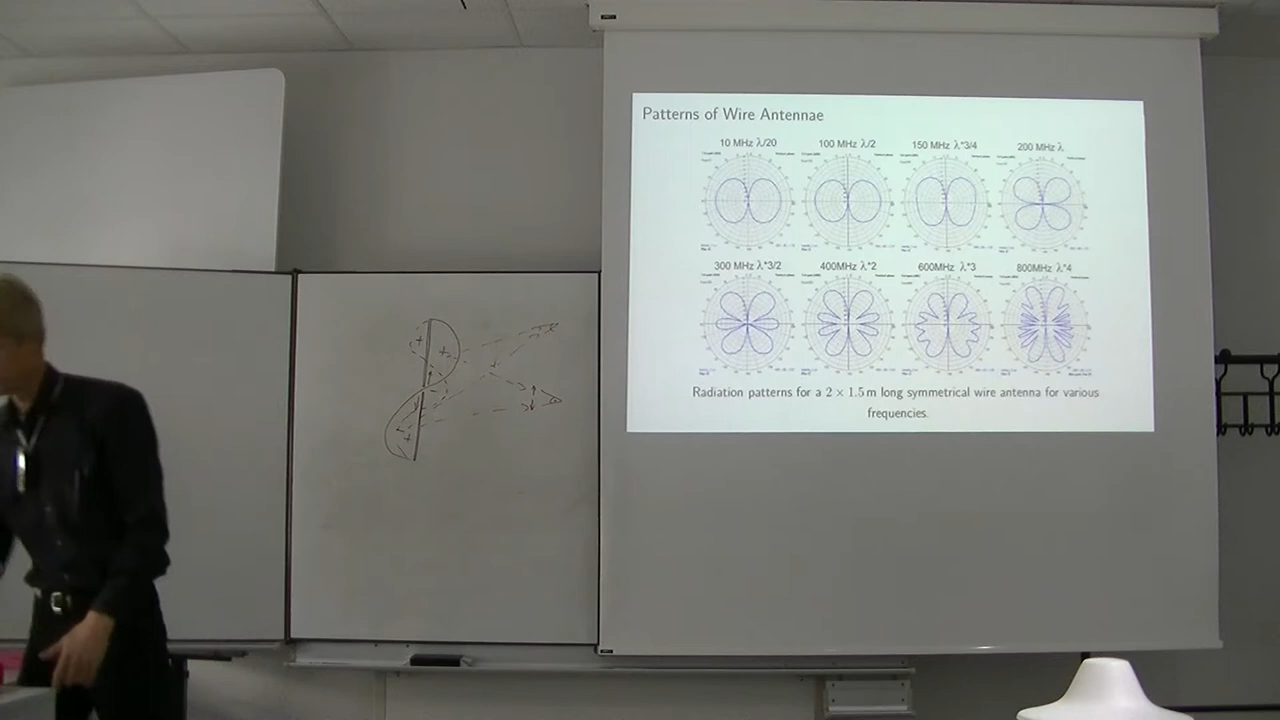 Patterns of Wire Antennae
10 MHz λ/20
100 MHz λ/2
150 MHz λ*3/4
200 MHz λ
300 MHz λ*3/2
400MHz λ*2
600MHz λ*3
800MHz λ*4
Radiation patterns for a 2 × 1.5 m long symmetrical wire antenna for various
frequencies.